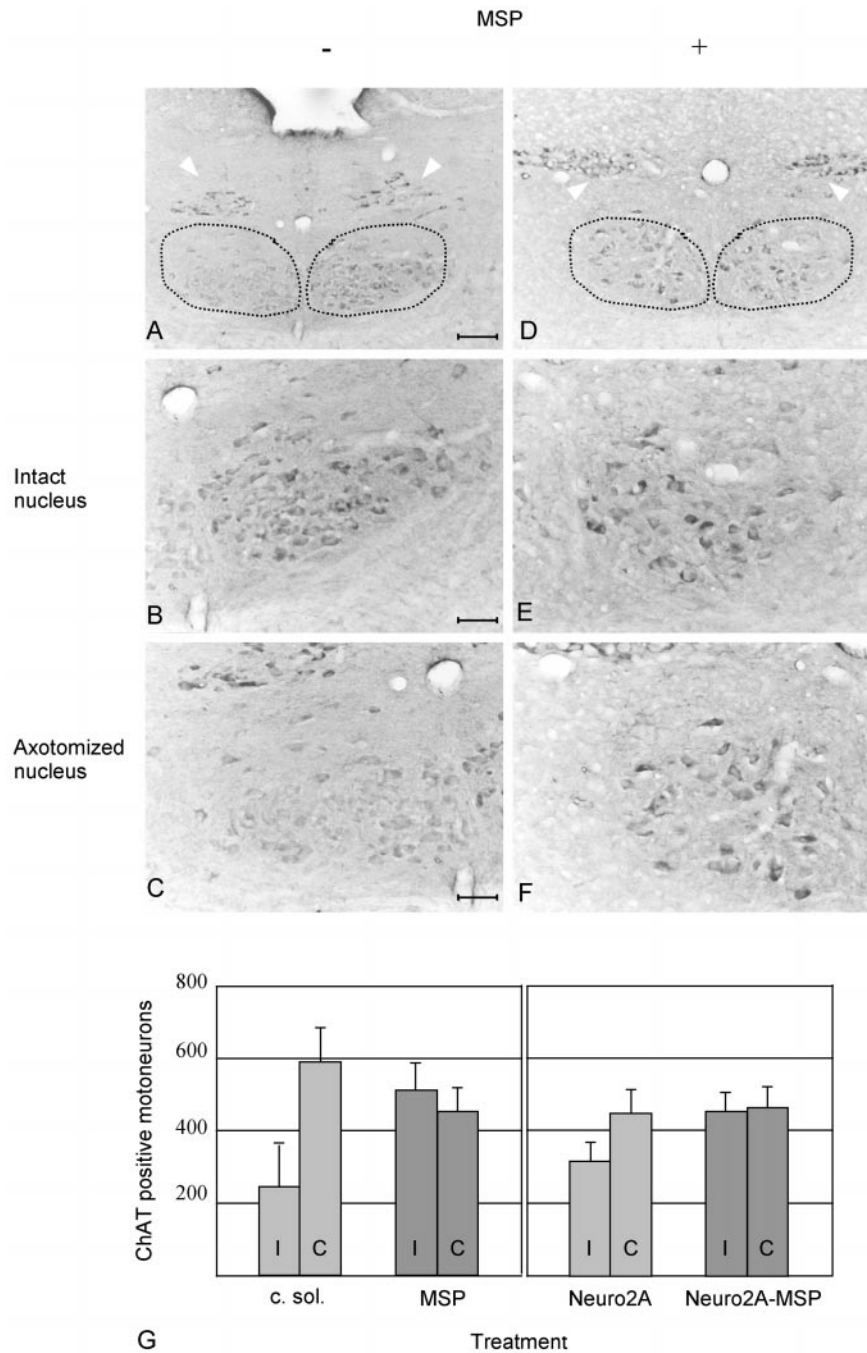 MSP
- +
A
D
Intact
nucleus
B
E
Axotomized
nucleus
C
F
800
600
400
200
ChAT positive motoneurons
I C I C I C I C
c. sol. MSP Neuro2A Neuro2A-MSP
G Treatment